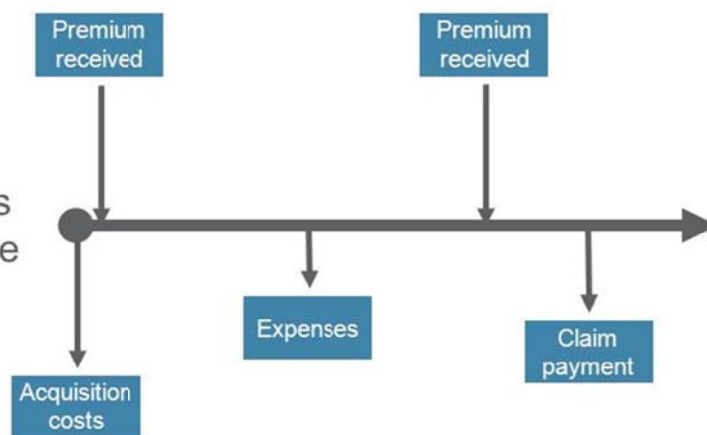 Premium
received
Premium
received
s
e
Expenses
Claim
payment
Acquisition
costs